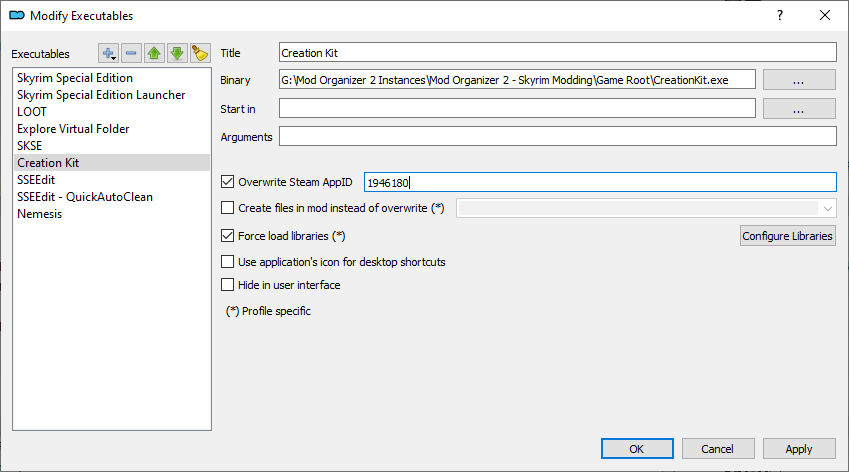 Modify Executables
Executables
Skyrim Special Edition
Skyrim Special Edition Launcher
LOOT
Explore Virtual Folder
SKSE
Creation Kit
SSEEdit
SSEEdit - QuickAutoClean
Nemesis
Title Creation Kit
Binary G:\Mod Organizer 2 Instances\Mod Organizer 2 - Skyrim Modding\Game Root\CreationKit.exe ...
Start in ...
Arguments
Overwrite Steam AppID 1946180
Create files in mod instead of overwrite (*)
Force load libraries (*) Configure Libraries
Use application's icon for desktop shortcuts
Hide in user interface
(*) Profile specific
OK Cancel Apply